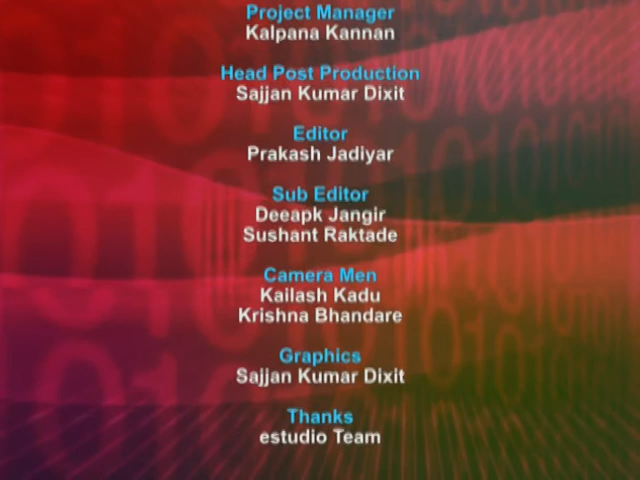 Project Manager
Kalpana Kannan
Head Post Production
Sajjan Kumar Dixit
Editor
Prakash Jadiyar
Sub Editor
Deeapk Jangir
Sushant Raktade
Camera Men
Kailash Kadu
Krishna Bhandare
Graphics
Sajjan Kumar Dixit
Thanks
estudio Team